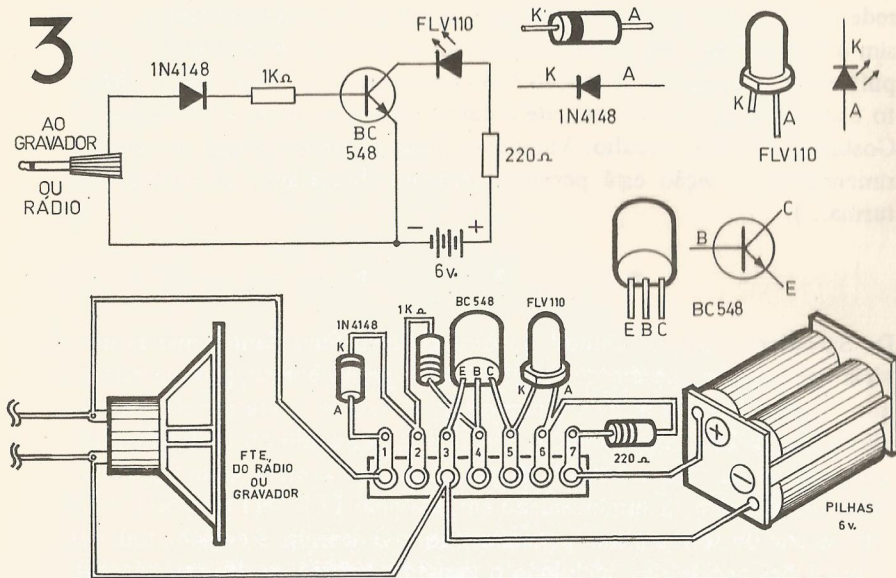 3
FLV110
1N4148
1KΩ
BC
548
220Ω
AO
GRAVADOR
OU
RÁDIO
- +
6v.
K A
K A
1N4148
K A
FLV110
K
A
B C E
E B C
BC548
1N4148
K
A
1KΩ
BC548
E B C
FLV110
K A
1 2 3 4 5 6 7
220Ω
FTE,
DO RÁDIO
OU
GRAVADOR
+
-
PILHAS
6v.